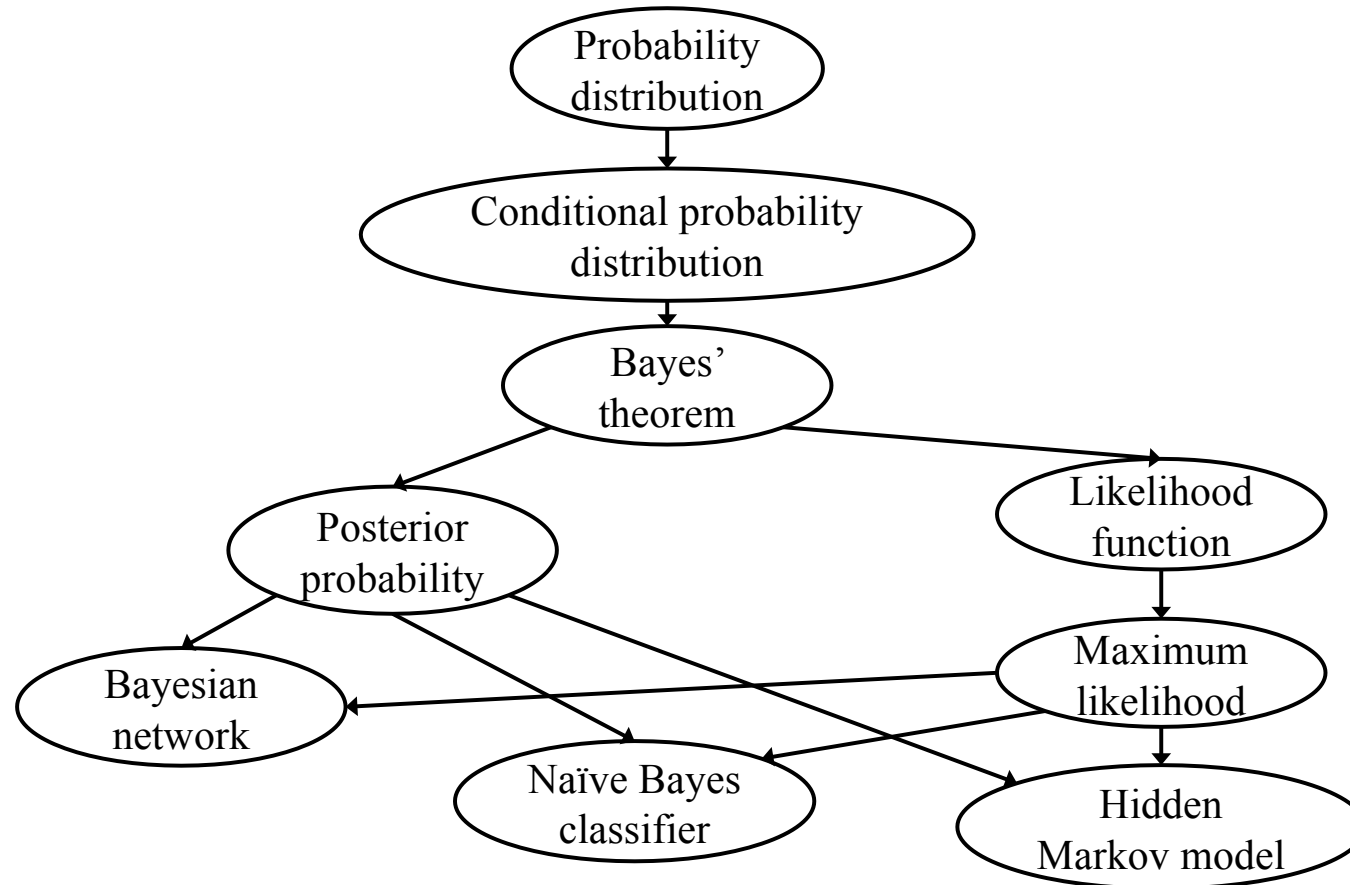 Probability
distribution
Conditional probability
distribution
Bayes’
theorem
Posterior
probability
Likelihood
function
Bayesian
network
Maximum
likelihood
Naïve Bayes
classifier
Hidden
Markov model